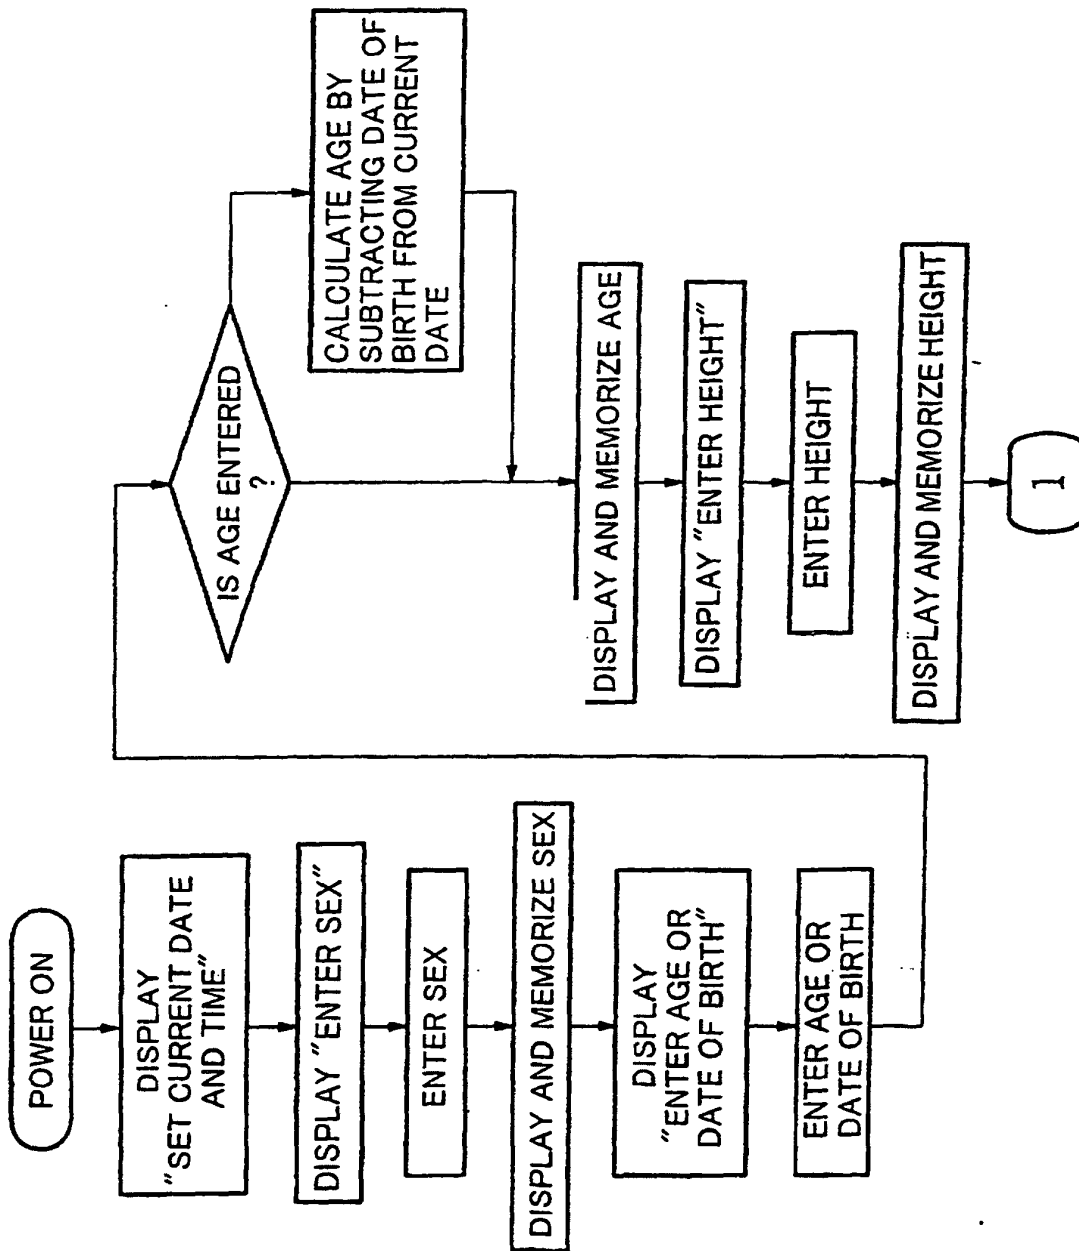 POWER ON
DISPLAY
"SET CURRENT DATE
AND TIME"
DISPLAY "ENTER SEX"
ENTER SEX
DISPLAY AND MEMORIZE SEX
DISPLAY
"ENTER AGE OR
DATE OF BIRTH"
ENTER AGE OR
DATE OF BIRTH
IS AGE ENTERED
?
CALCULATE AGE BY
SUBTRACTING DATE OF
BIRTH FROM CURRENT
DATE
DISPLAY AND MEMORIZE AGE
DISPLAY "ENTER HEIGHT"
ENTER HEIGHT
DISPLAY AND MEMORIZE HEIGHT
1